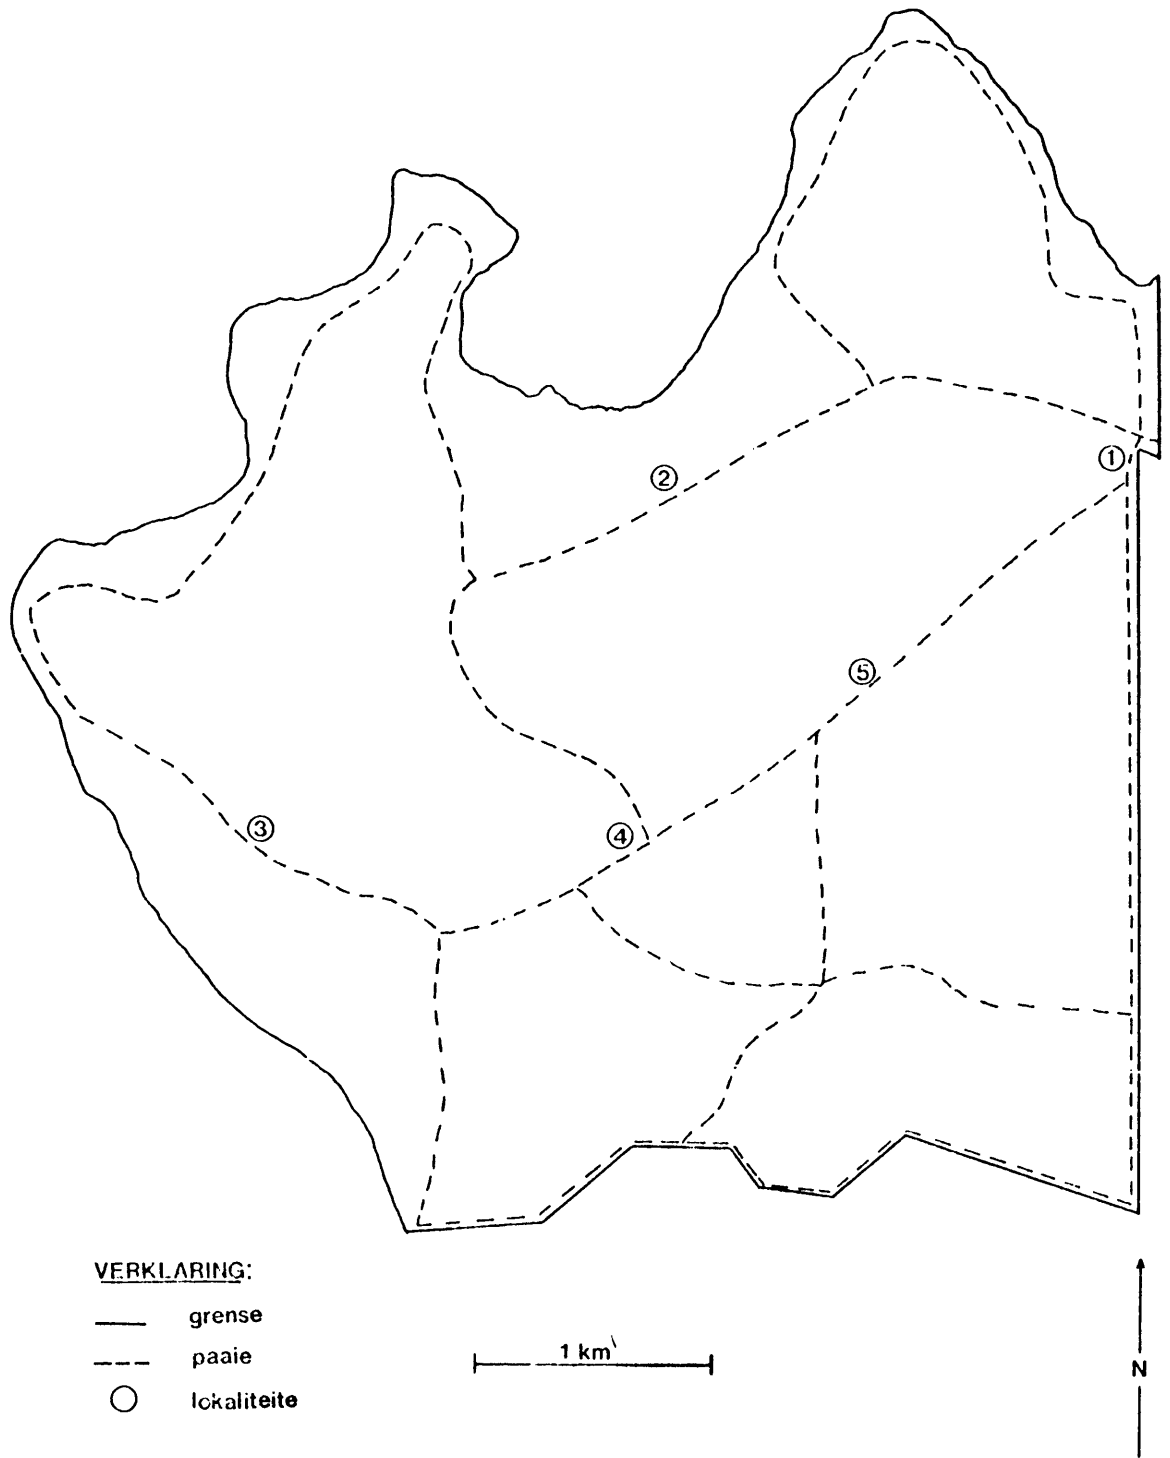 ①
②
⑤
③
④
VERKLARING:
grense
paaie
lokaliteite
1 km
N